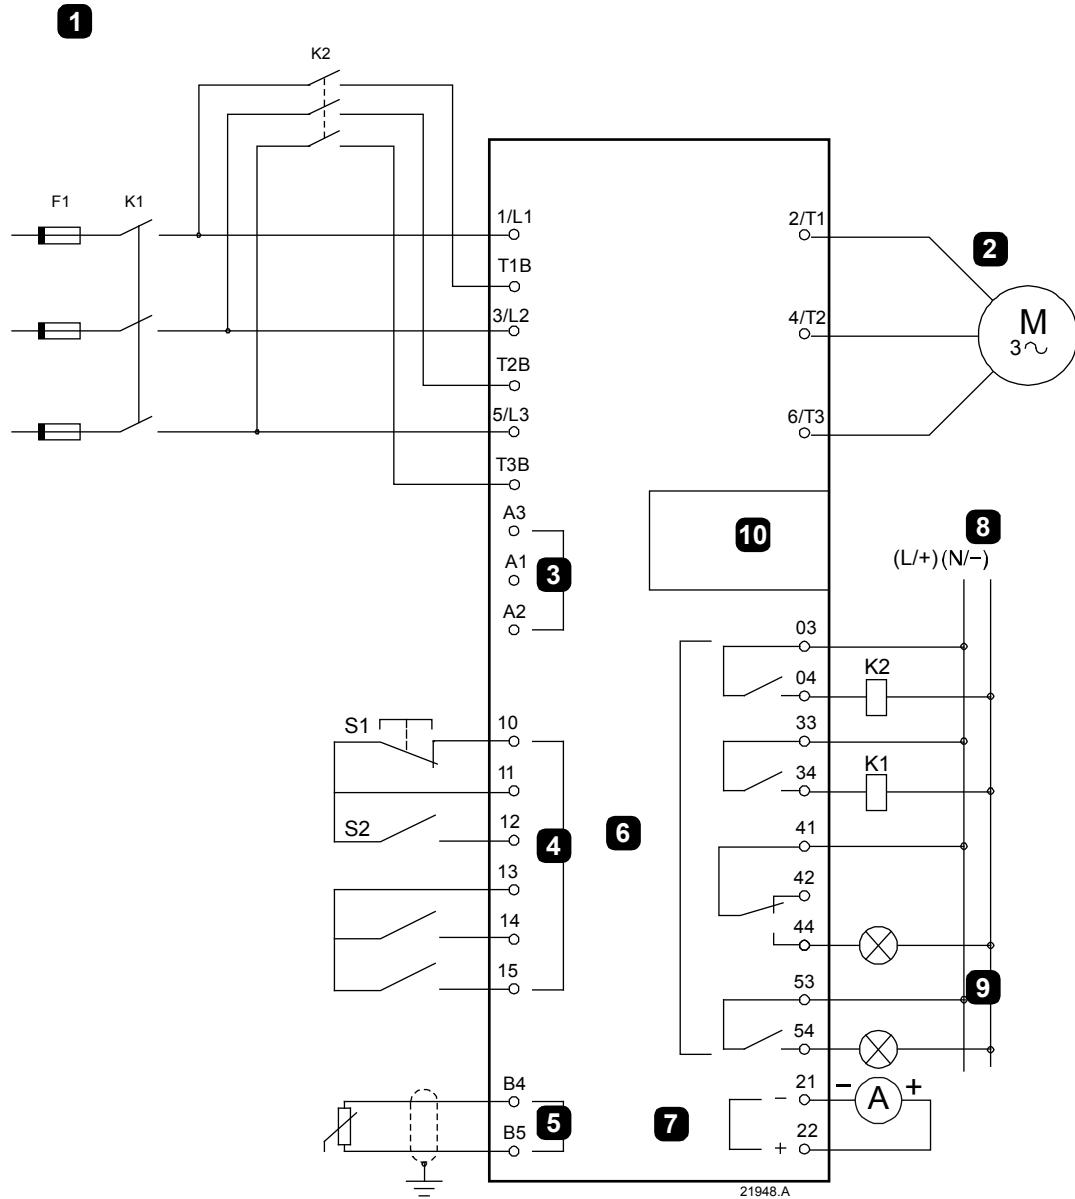 1
K2
F1 K1
1/L1 2/T1
2
T1B
3/L2 4/T2
M
3~
T2B
5/L3 6/T3
T3B
A3
8
10
A1
3
(L/+) (N/−)
A2
03
K2
04
S1 10 33
K1
11 34
S2 12 41
4
6
13 42
14 44
15 53
9
54
B4 21 − A +
−
5
7
B5 22
+
21948.A